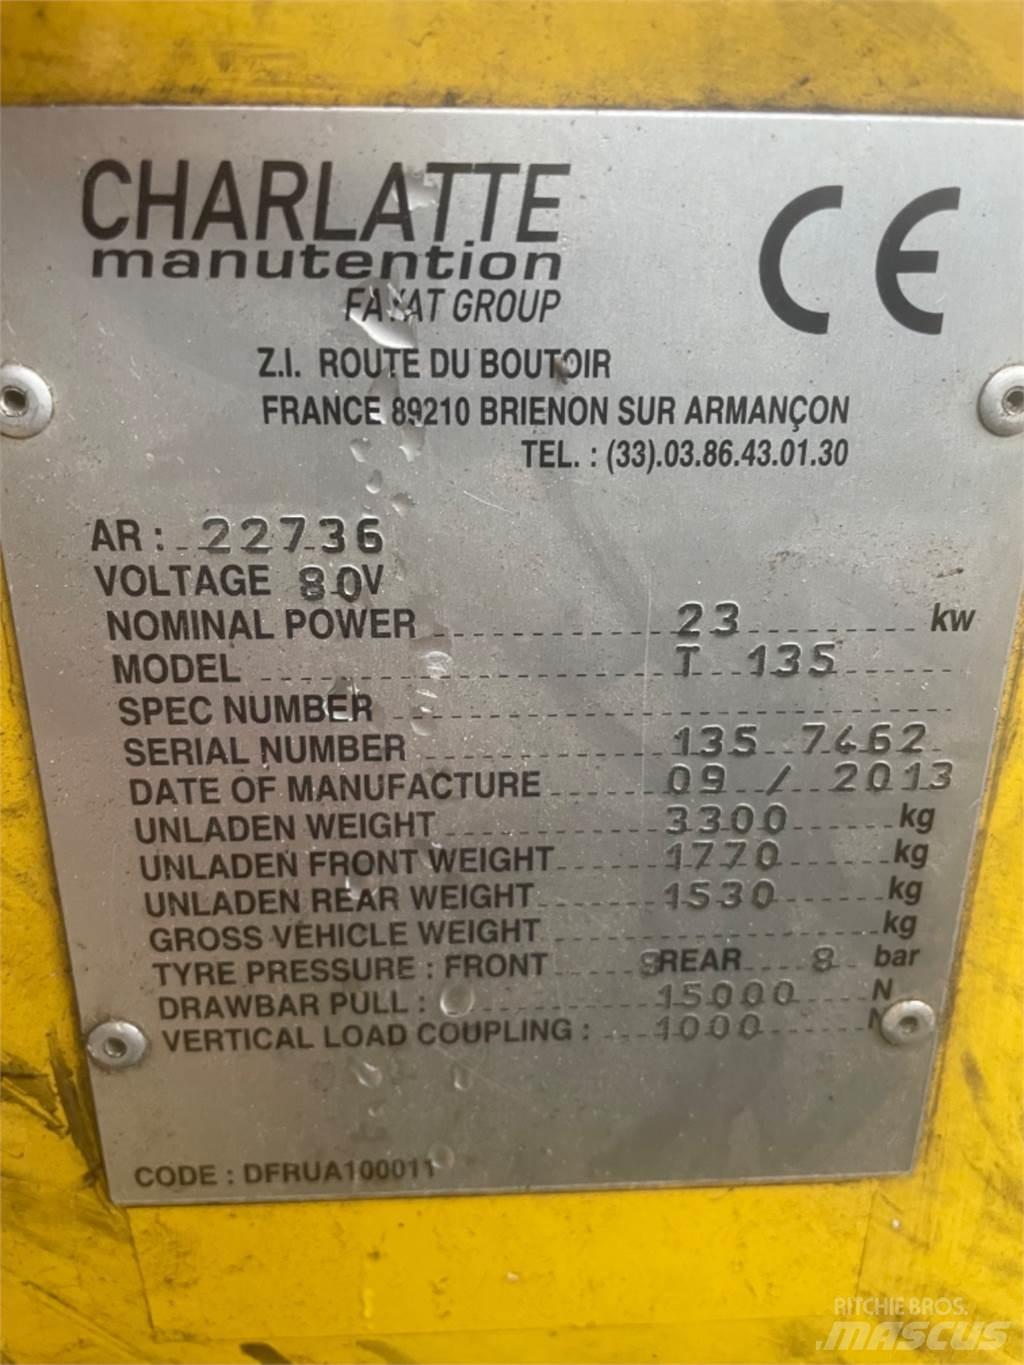 CHARLATTE
manutention
FAYAT GROUP
CE
Z.I. ROUTE DU BOUTOIR
FRANCE 89210 BRIENON SUR ARMANÇON
TEL. : (33).03.86.43.01.30
AR : 22736
VOLTAGE 80V
NOMINAL POWER 23 kw
MODEL T 135
SPEC NUMBER
SERIAL NUMBER 135 7462
DATE OF MANUFACTURE 09 / 2013
UNLADEN WEIGHT 3300 kg
UNLADEN FRONT WEIGHT 1770 kg
UNLADEN REAR WEIGHT 1530 kg
GROSS VEHICLE WEIGHT kg
TYRE PRESSURE : FRONT 8 REAR 8 bar
DRAWBAR PULL : 15000 N
VERTICAL LOAD COUPLING : 1000 N
CODE : DFRUA100011
RITCHIE BROS.
MASCUS